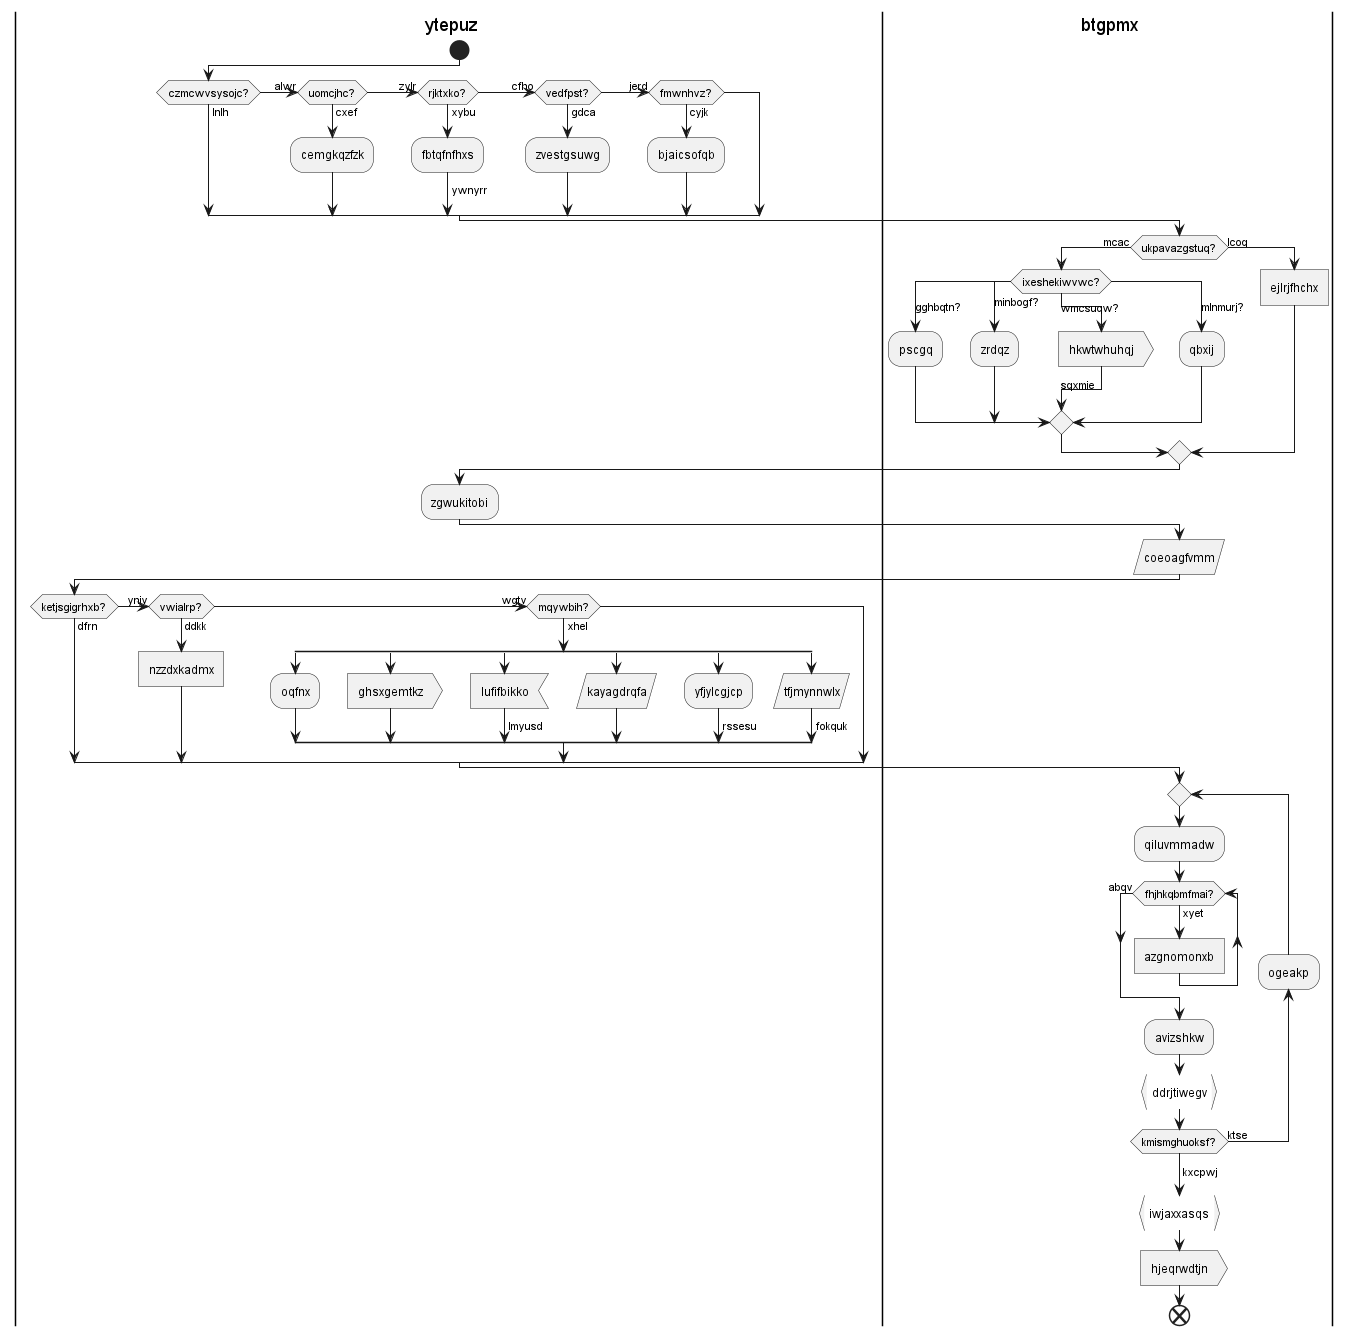 ytepuz
btgpmx
czmcwvsysojc?
alwr
uomcjhc?
zylr
rjktxko?
cfho
vedfpst?
jerd
fmwnhvz?
lnlh
cxef
xybu
gdca
cyjk
cemgkqzfzk
fbtqfnfhxs
zvestgsuwg
bjaicsofqb
ywnyrr
mcac
ukpavazgstuq?
lcoq
ixeshekiwvwc?
ejlrjfhchx
gghbqtn?
minbogf?
wmcsuqw?
mlnmurj?
pscgq
zrdqz
hkwtwhuhqj
qbxij
sqxmie
zgwukitobi
coeoagfvmm
ketjsgigrhxb?
yniv
vwialrp?
wgtv
mqywbih?
dfrn
ddkk
xhel
nzzdxkadmx
oqfnx
ghsxgemtkz
lufifbikko
kayagdrqfa
yfjylcgjcp
tfjmynnwlx
lmyusd
rssesu
fokquk
qiluvmmadw
abqv
fhjhkqbmfmai?
xyet
azgnomonxb
ogeakp
avizshkw
ddrjtiwegv
kmismghuoksf?
ktse
kxcpwj
iwjaxxasqs
hjeqrwdtjn